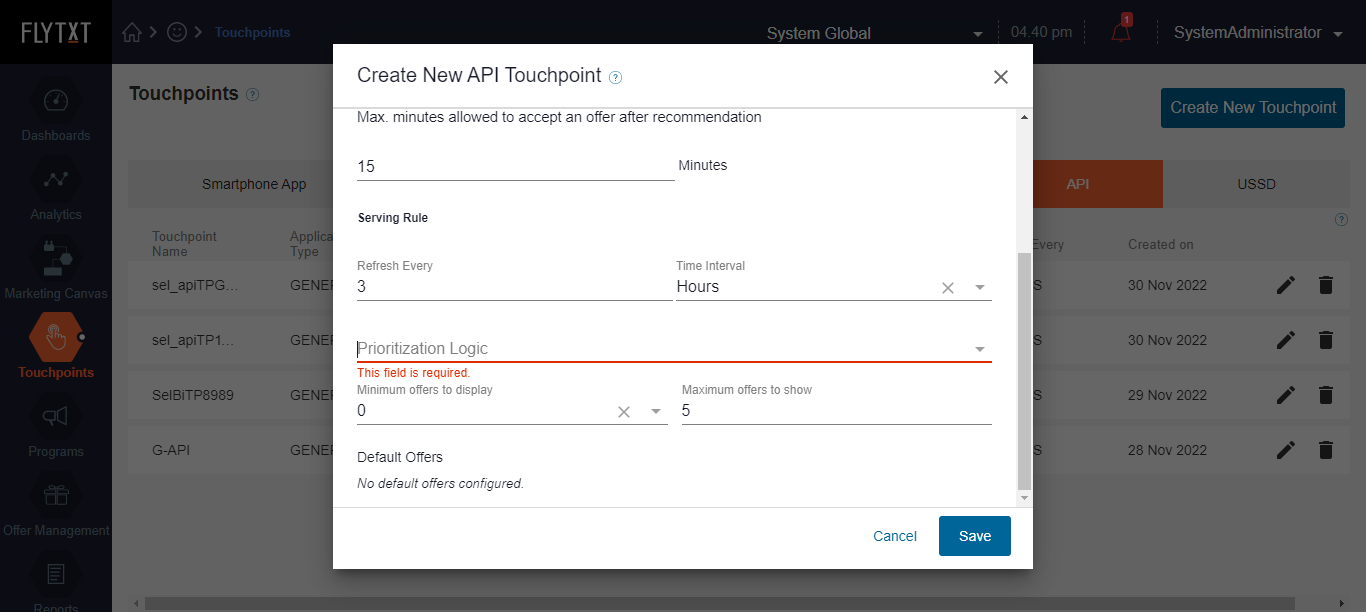 FLYTXT
Touchpoints
System Global
04.40 pm
1
SystemAdministrator
Dashboards
Analytics
Marketing Canvas
Touchpoints
Programs
Offer Management
Reports
Touchpoints ?
Create New Touchpoint
Smartphone App
API
USSD
?
Touchpoint
Name
Applica
Type
Every
Created on
sel_apiTPG...
GENE
S
30 Nov 2022
sel_apiTP1...
GENE
S
30 Nov 2022
SelBiTP8989
GENE
S
29 Nov 2022
G-API
GENE
S
28 Nov 2022
Create New API Touchpoint ?
Max. minutes allowed to accept an offer after recommendation
15 Minutes
Serving Rule
Refresh Every Time Interval
3 Hours
Prioritization Logic
This field is required.
Minimum offers to display Maximum offers to show
0 5
Default Offers
No default offers configured.
Cancel Save